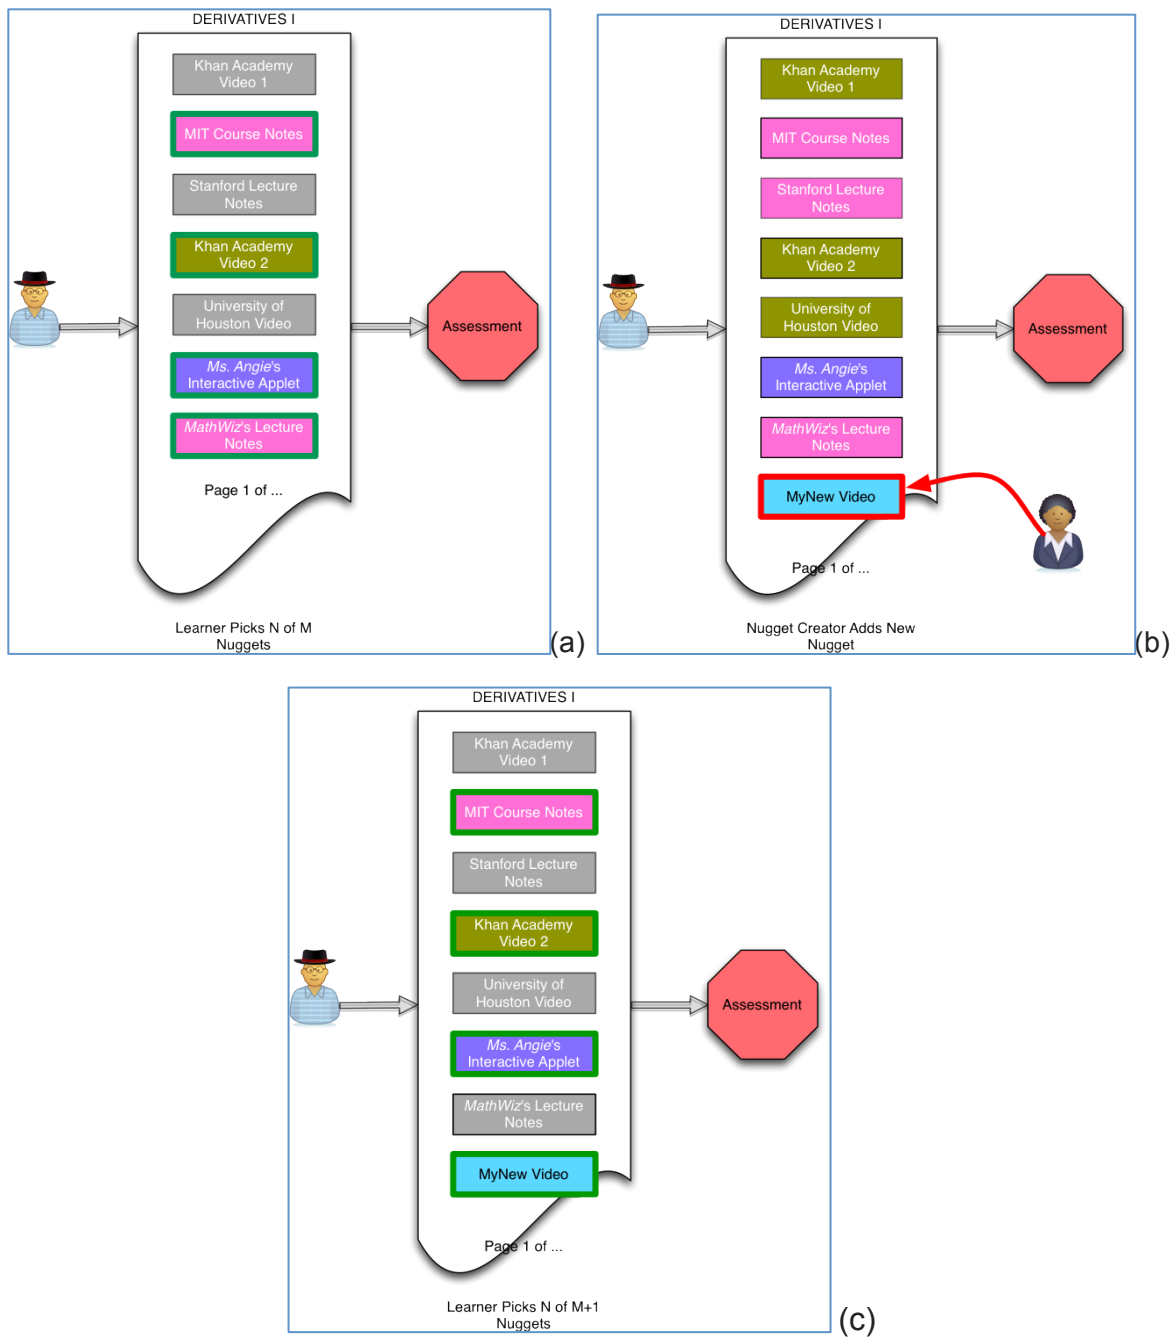 DERIVATIVES I
Khan Academy
Video 1
MIT Course Notes
Stanford Lecture
Notes
Khan Academy
Video 2
University of
Houston Video
Ms. Angie's
Interactive Applet
MathWiz's Lecture
Notes
Page 1 of ...
Assessment
Learner Picks N of M
Nuggets
(a)
DERIVATIVES I
Khan Academy
Video 1
MIT Course Notes
Stanford Lecture
Notes
Khan Academy
Video 2
University of
Houston Video
Ms. Angie's
Interactive Applet
MathWiz's Lecture
Notes
MyNew Video
Page 1 of ...
Assessment
Nugget Creator Adds New
Nugget
(b)
DERIVATIVES I
Khan Academy
Video 1
MIT Course Notes
Stanford Lecture
Notes
Khan Academy
Video 2
University of
Houston Video
Ms. Angie's
Interactive Applet
MathWiz's Lecture
Notes
MyNew Video
Page 1 of ...
Assessment
Learner Picks N of M+1
Nuggets
(c)